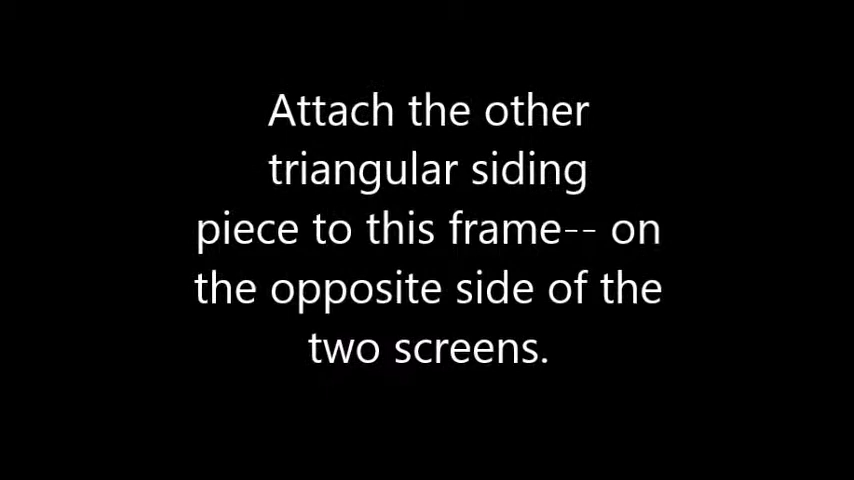 Attach the other
triangular siding
piece to this frame-- on
the opposite side of the
two screens.